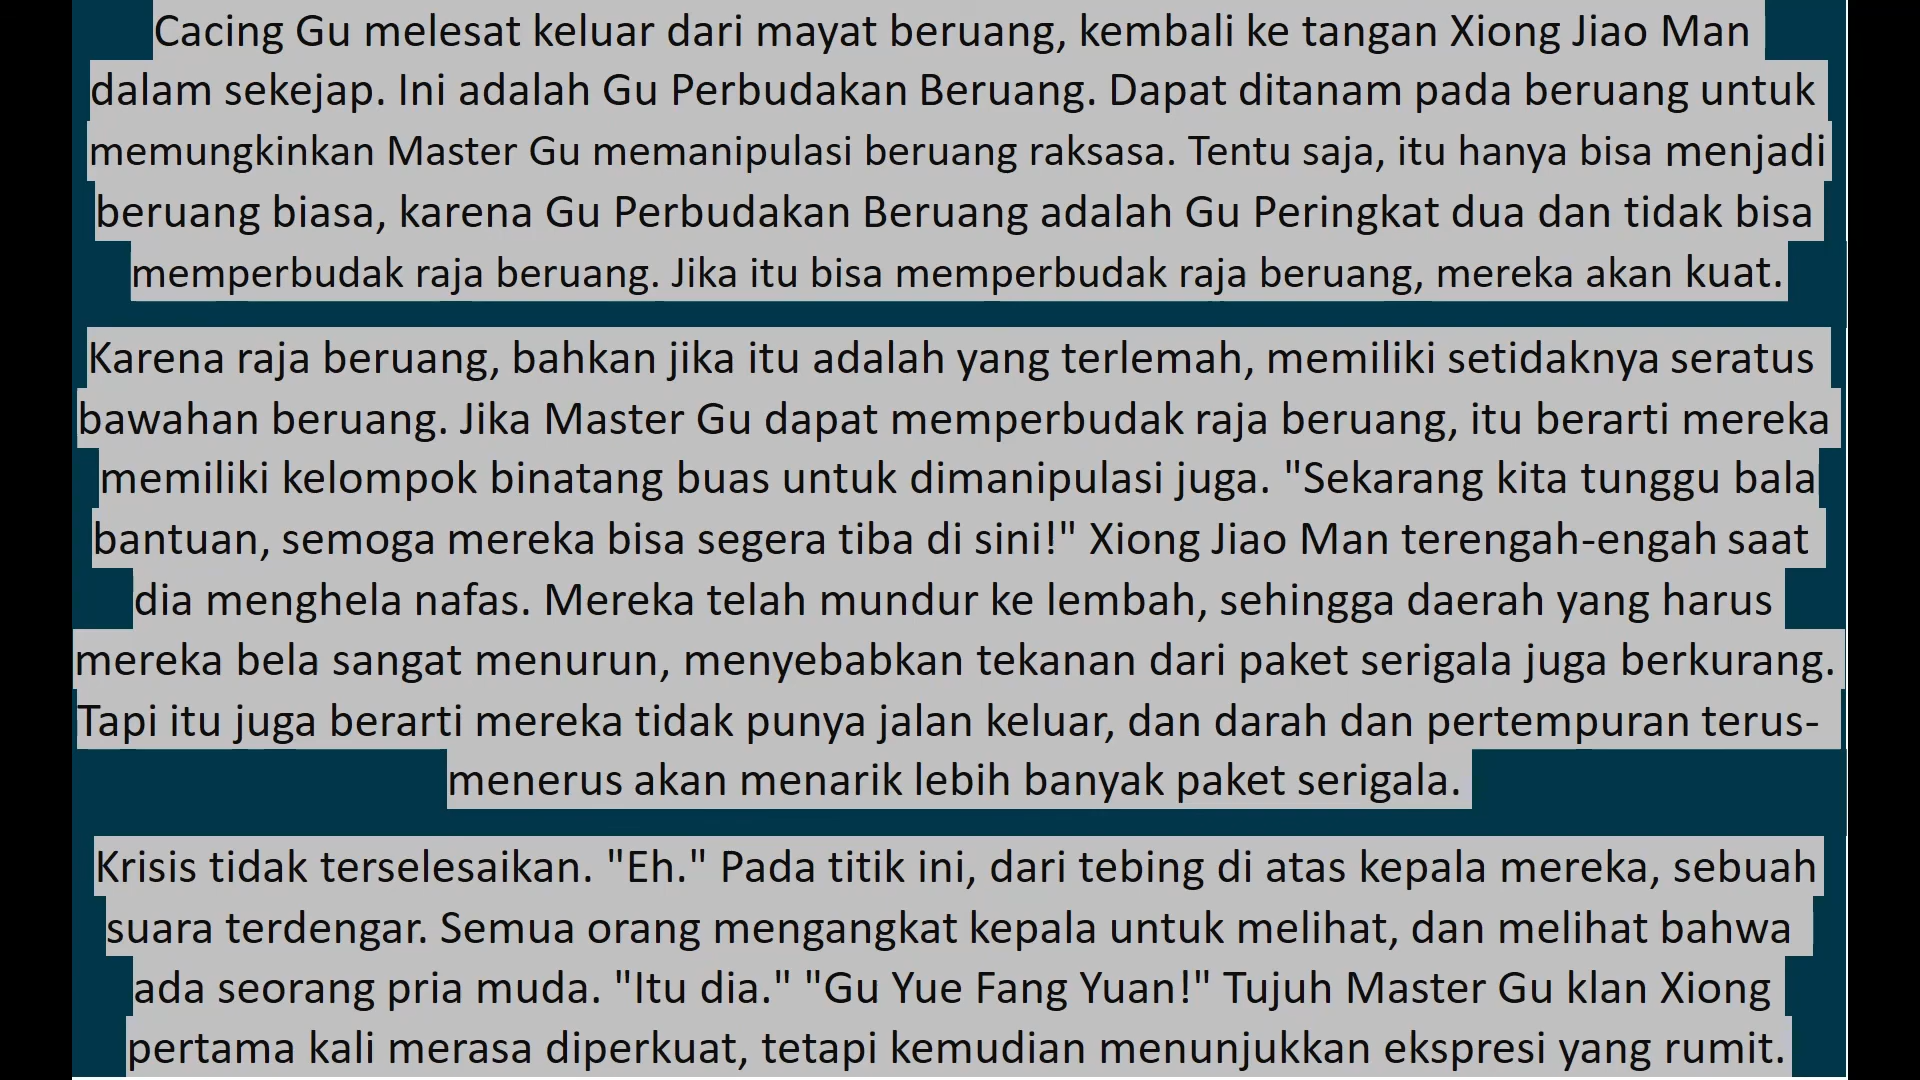 Cacing Gu melesat keluar dari mayat beruang, kembali ke tangan Xiong Jiao Man
dalam sekejap. Ini adalah Gu Perbudakan Beruang. Dapat ditanam pada beruang untuk
memungkinkan Master Gu memanipulasi beruang raksasa. Tentu saja, itu hanya bisa menjadi
beruang biasa, karena Gu Perbudakan Beruang adalah Gu Peringkat dua dan tidak bisa
memperbudak raja beruang. Jika itu bisa memperbudak raja beruang, mereka akan kuat.
Karena raja beruang, bahkan jika itu adalah yang terlemah, memiliki setidaknya seratus
bawahan beruang. Jika Master Gu dapat memperbudak raja beruang, itu berarti mereka
memiliki kelompok binatang buas untuk dimanipulasi juga. "Sekarang kita tunggu bala
bantuan, semoga mereka bisa segera tiba di sini!" Xiong Jiao Man terengah-engah saat
dia menghela nafas. Mereka telah mundur ke lembah, sehingga daerah yang harus
mereka bela sangat menurun, menyebabkan tekanan dari paket serigala juga berkurang.
Tapi itu juga berarti mereka tidak punya jalan keluar, dan darah dan pertempuran terus-
menerus akan menarik lebih banyak paket serigala.
Krisis tidak terselesaikan. "Eh." Pada titik ini, dari tebing di atas kepala mereka, sebuah
suara terdengar. Semua orang mengangkat kepala untuk melihat, dan melihat bahwa
ada seorang pria muda. "Itu dia." "Gu Yue Fang Yuan!" Tujuh Master Gu klan Xiong
pertama kali merasa diperkuat, tetapi kemudian menunjukkan ekspresi yang rumit.